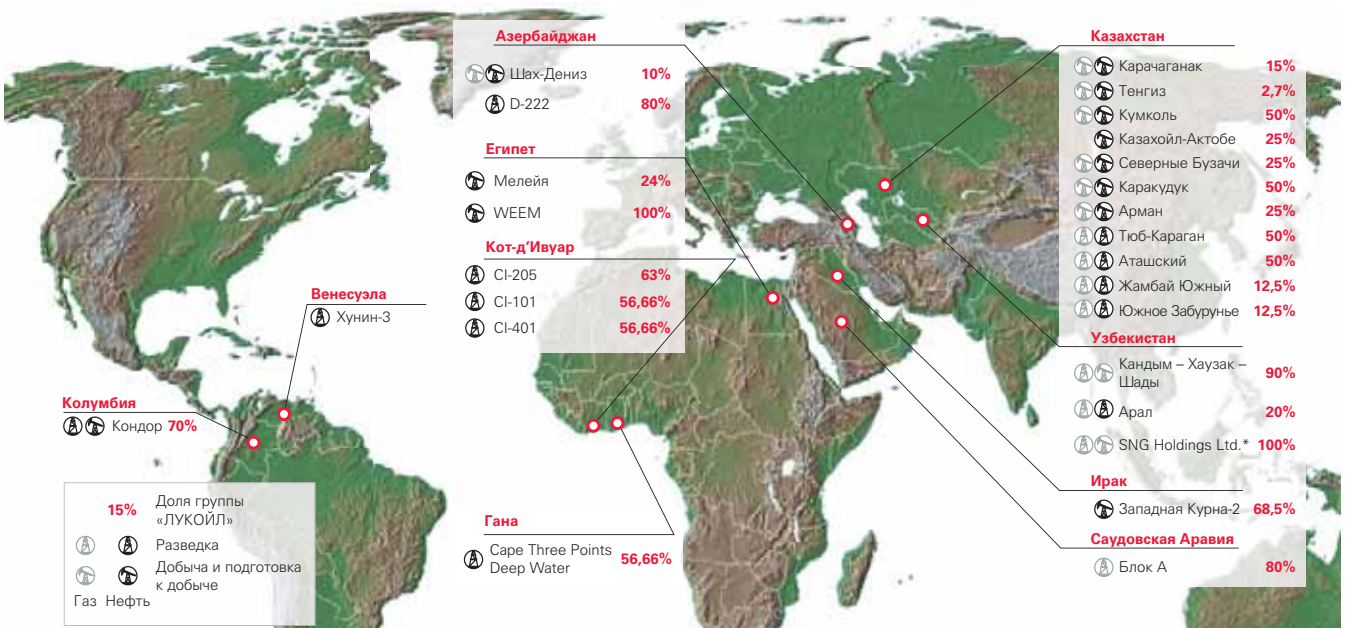 Азербайджан
Шах-Дениз 10%
D-222 80%
Египет
Мелейя 24%
WEEM 100%
Кот-д’Ивуар
CI-205 63%
CI-101 56,66%
CI-401 56,66%
Венесуэла
Хунин-3
Колумбия
Кондор 70%
15% Доля группы
«ЛУКОЙЛ»
Разведка
Добыча и подготовка
к добыче
Газ Нефть
Гана
Cape Three Points
Deep Water 56,66%
Казахстан
Карачаганак 15%
Тенгиз 2,7%
Кумколь 50%
Казахойл-Актобе 25%
Северные Бузачи 25%
Каракудук 50%
Арман 25%
Тюб-Караган 50%
Аташский 50%
Жамбай Южный 12,5%
Южное Забурунье 12,5%
Узбекистан
Кандым – Хаузак –
Шады 90%
Арал 20%
SNG Holdings Ltd.* 100%
Ирак
Западная Курна-2 68,5%
Саудовская Аравия
Блок А 80%